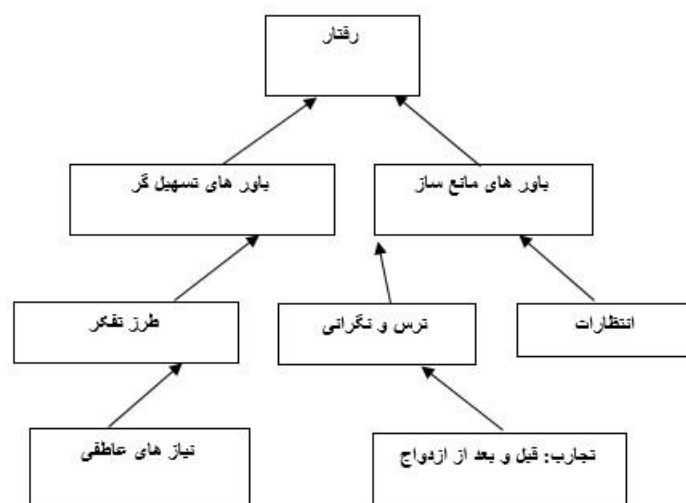 رفتار
باور های مانع ساز
باور های تسهیل گر
انتظارات
ترس و نگرانی
طرز تفکر
تجارب: قبل و بعد از ازدواج
نیاز های عاطفی